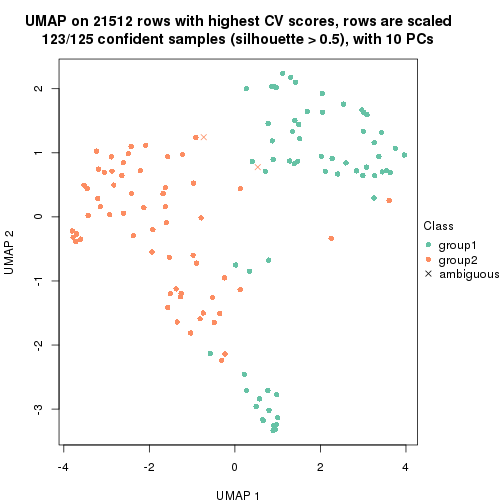 UMAP on 21512 rows with highest CV scores, rows are scaled
123/125 confident samples (silhouette > 0.5), with 10 PCs
2
1
0
-1
-2
-3
UMAP 2
-4
-2
0
2
4
UMAP 1
Class
group1
group2
ambiguous